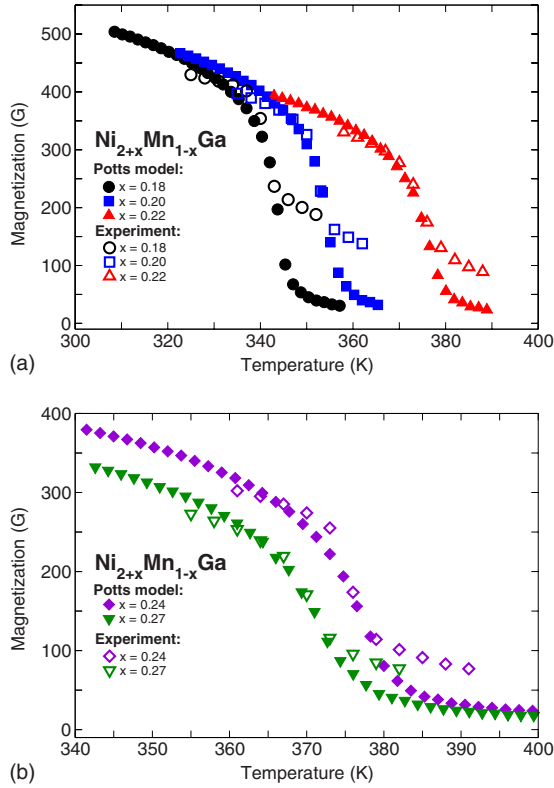 500
400
300
200
100
0
Magnetization (G)
Ni2+xMn1-xGa
Potts model:
x = 0.18
x = 0.20
x = 0.22
Experiment:
x = 0.18
x = 0.20
x = 0.22
300 320 340 360 380 400
Temperature (K)
(a)
400
300
200
100
0
Magnetization (G)
Ni2+xMn1-xGa
Potts model:
x = 0.24
x = 0.27
Experiment:
x = 0.24
x = 0.27
340 350 360 370 380 390 400
Temperature (K)
(b)